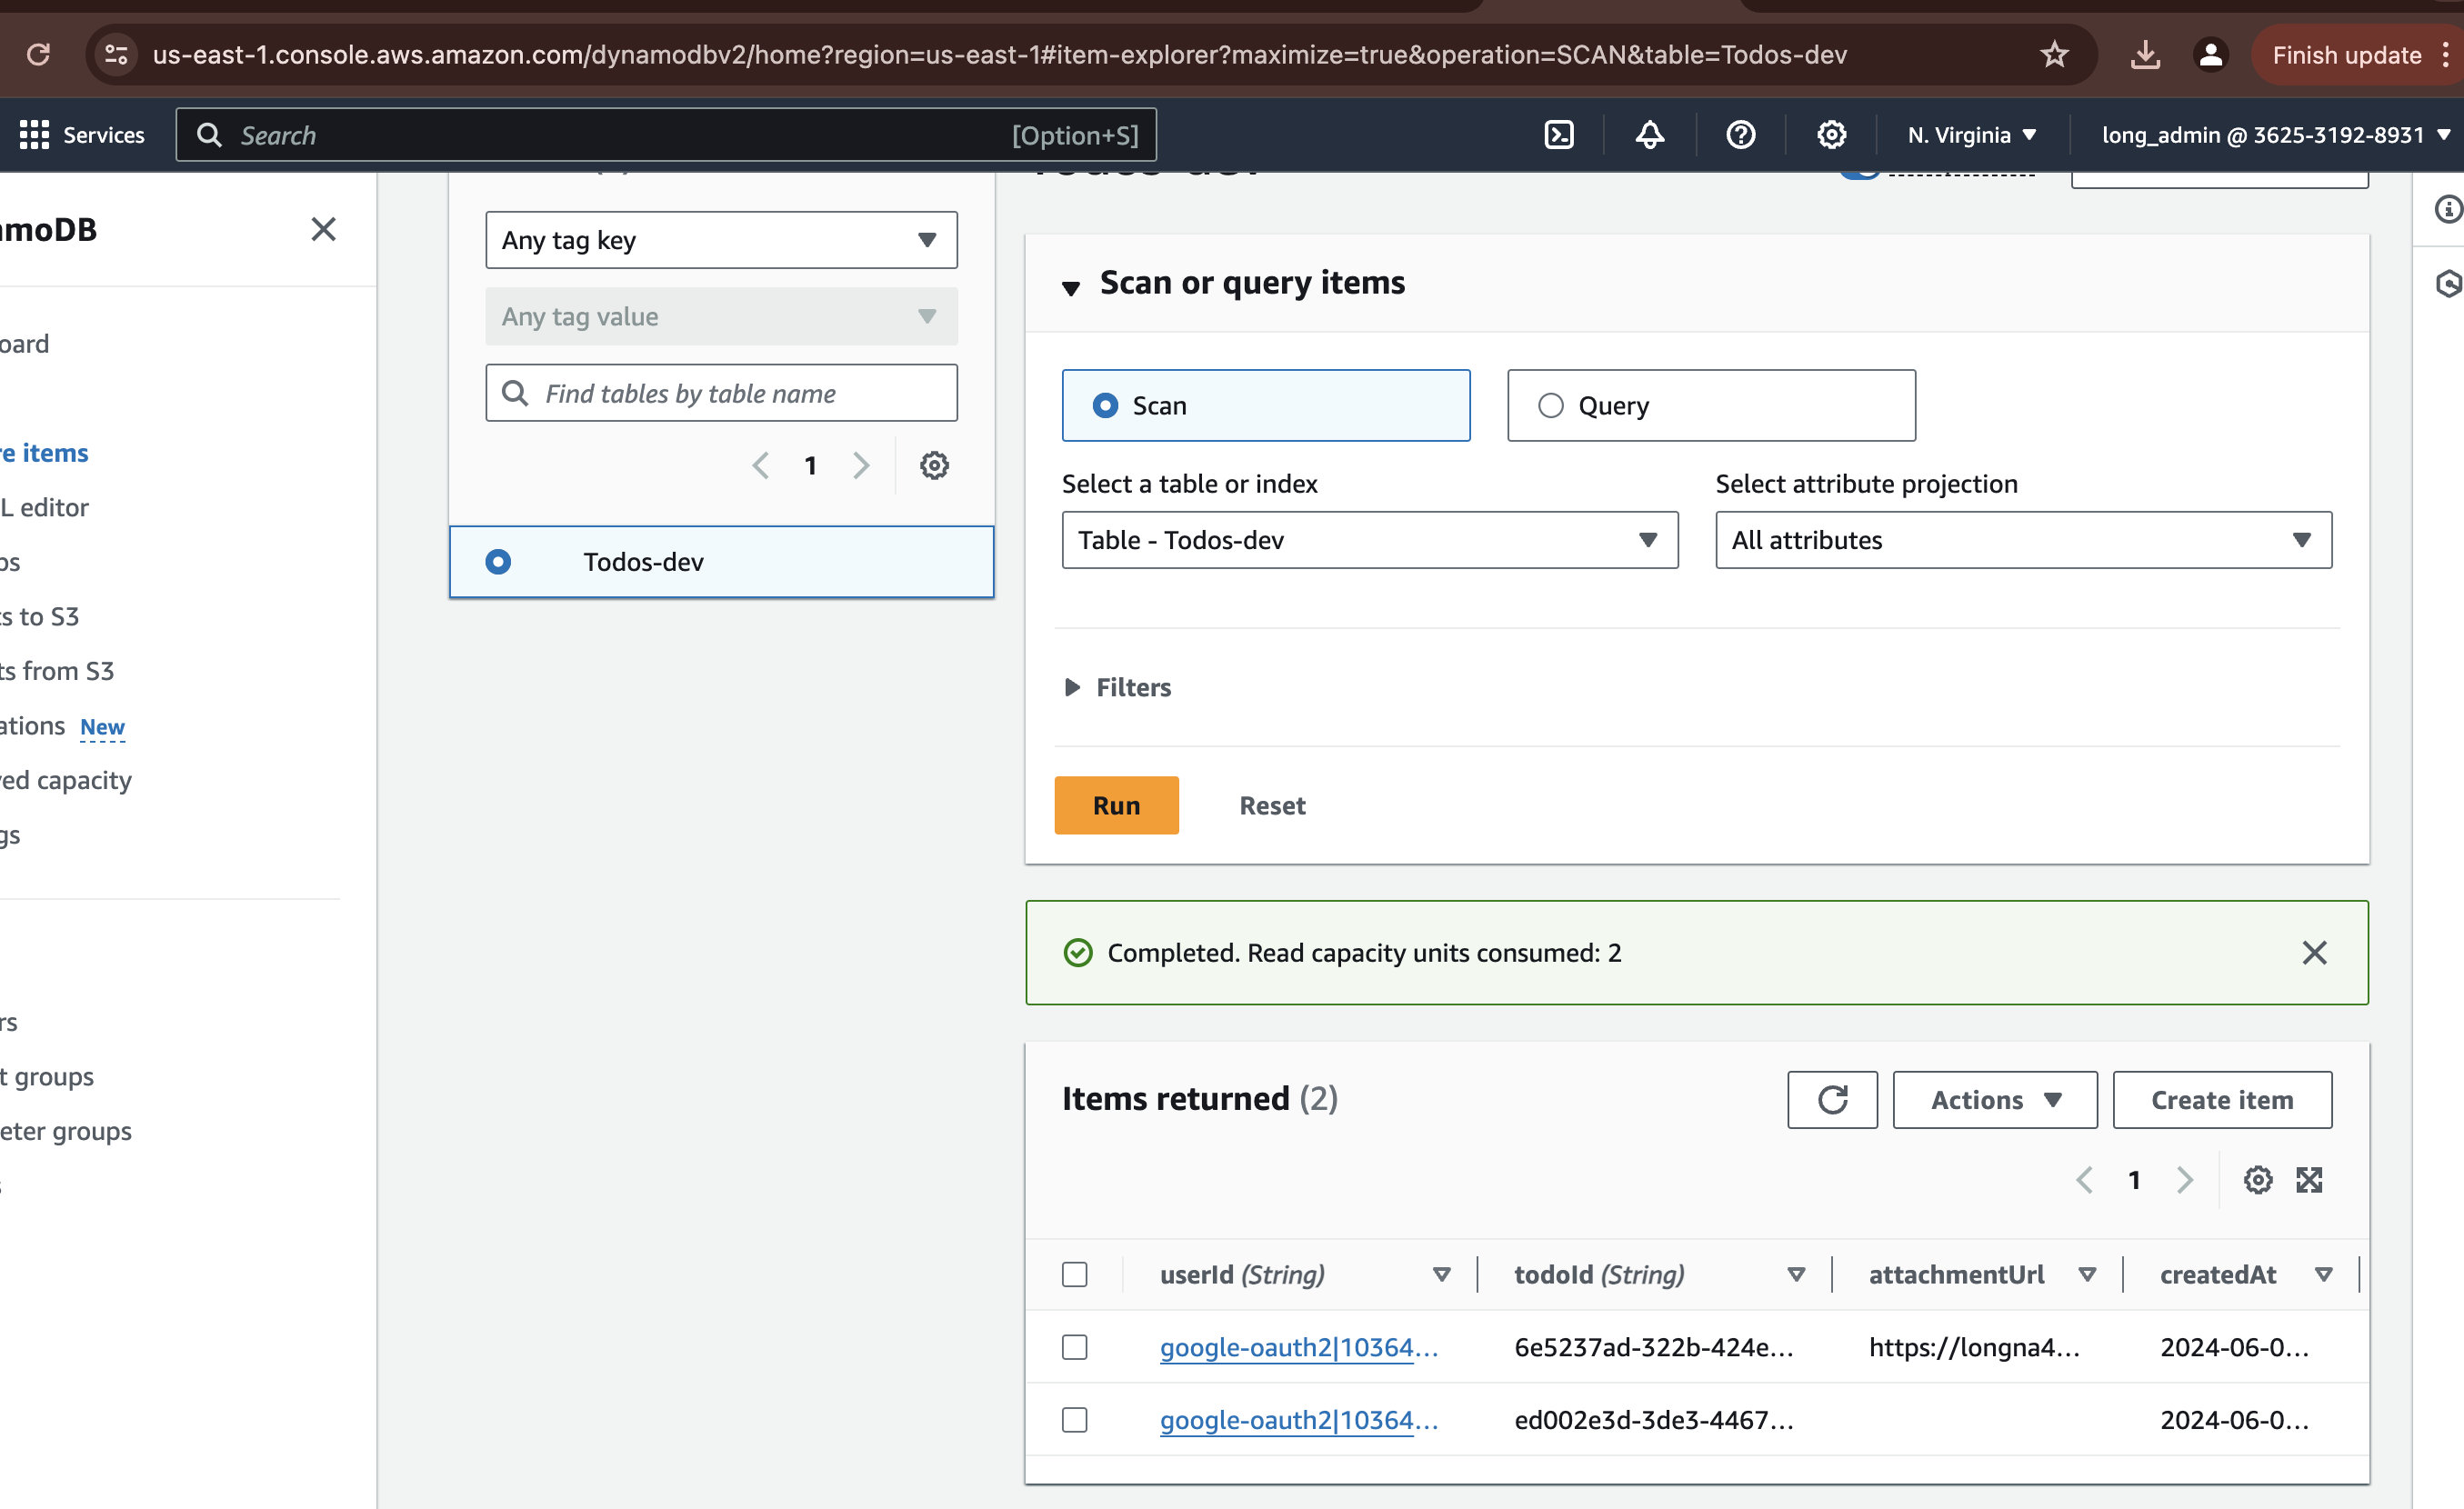 us-east-1.console.aws.amazon.com/dynamodbv2/home?region=us-east-1#item-explorer?maximize=true&operation=SCAN&table=Todos-dev
Finish update
Services
Search
[Option+S]
N. Virginia
long_admin @ 3625-3192-8931
amoDB
oard
re items
L editor
ps
ts to S3
ts from S3
ations New
ved capacity
gs
rs
t groups
eter groups
s
Any tag key
Any tag value
Find tables by table name
1
Todos-dev
Scan or query items
Scan
Query
Select a table or index
Select attribute projection
Table - Todos-dev
All attributes
Filters
Run
Reset
Completed. Read capacity units consumed: 2
Items returned (2)
Actions
Create item
1
userId (String)
todoId (String)
attachmentUrl
createdAt
google-oauth2|10364...
6e5237ad-322b-424e...
https://longna4...
2024-06-0...
google-oauth2|10364...
ed002e3d-3de3-4467...
2024-06-0...